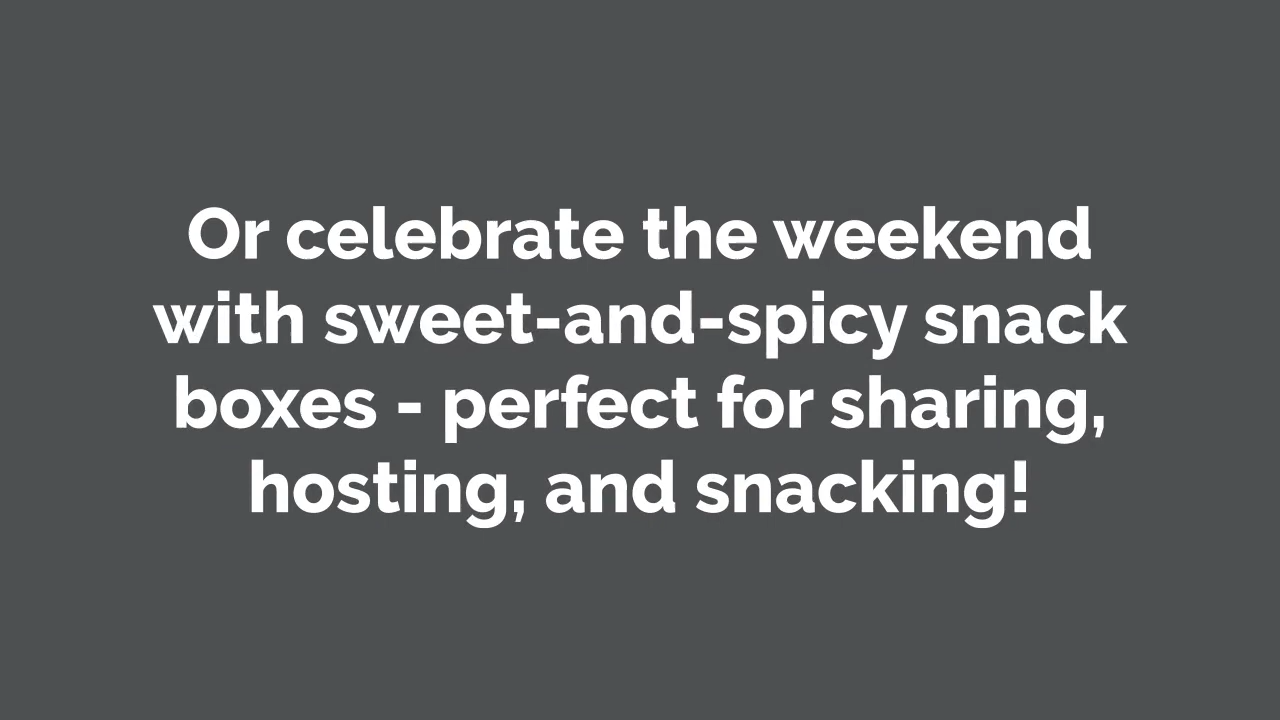 Or celebrate the weekend
with sweet-and-spicy snack
boxes - perfect for sharing,
hosting, and snacking!